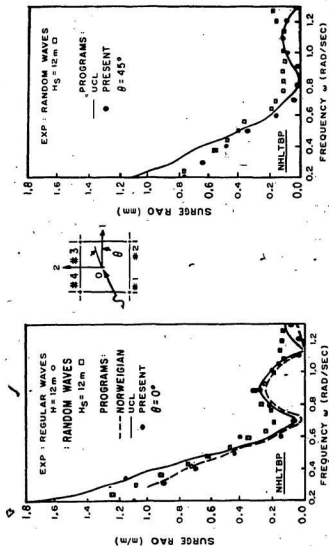 EXP : REGULAR WAVES
H = 12m O
: RANDOM WAVES
Hs = 12m □
PROGRAMS:
NORWEIGIAN
UCL
PRESENT
θ = 0°
NHLTBP
SURGE RAO (m/m)
1.8
1.6
1.4
1.2
1.0
0.8
0.6
0.4
0.2
0.0
0.2
0.4
0.6
0.8
1.0
1.2
FREQUENCY ω (RAD/SEC)
2
#4
#3
1
0
θ
#1
#2
EXP : RANDOM WAVES
Hs = 12m □
PROGRAMS:
UCL
PRESENT
θ = 45°
NHLTBP
SURGE RAO (mm)
1.8
1.6
1.4
1.2
1.0
0.8
0.6
0.4
0.2
0.0
0.2
0.4
0.6
0.8
1.0
1.2
FREQUENCY ω (RAD/SEC)